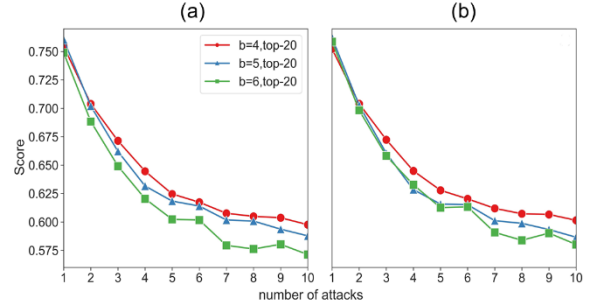 (a) (b)
b=4,top-20
b=5,top-20
b=6,top-20
0.750
0.725
0.700
0.675
0.650
0.625
0.600
0.575
Score
1 2 3 4 5 6 7 8 9 10 1 2 3 4 5 6 7 8 9 10
number of attacks